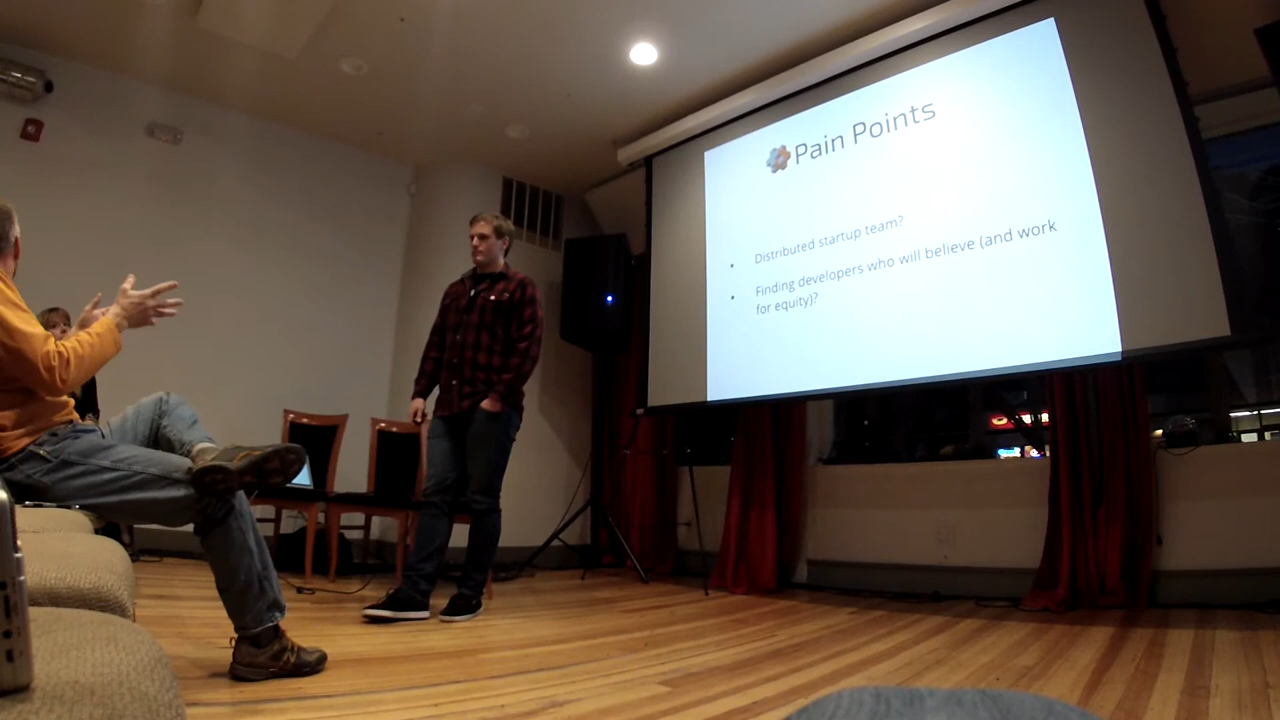 Pain Points
Distributed startup team?
Finding developers who will believe (and work
for equity)?